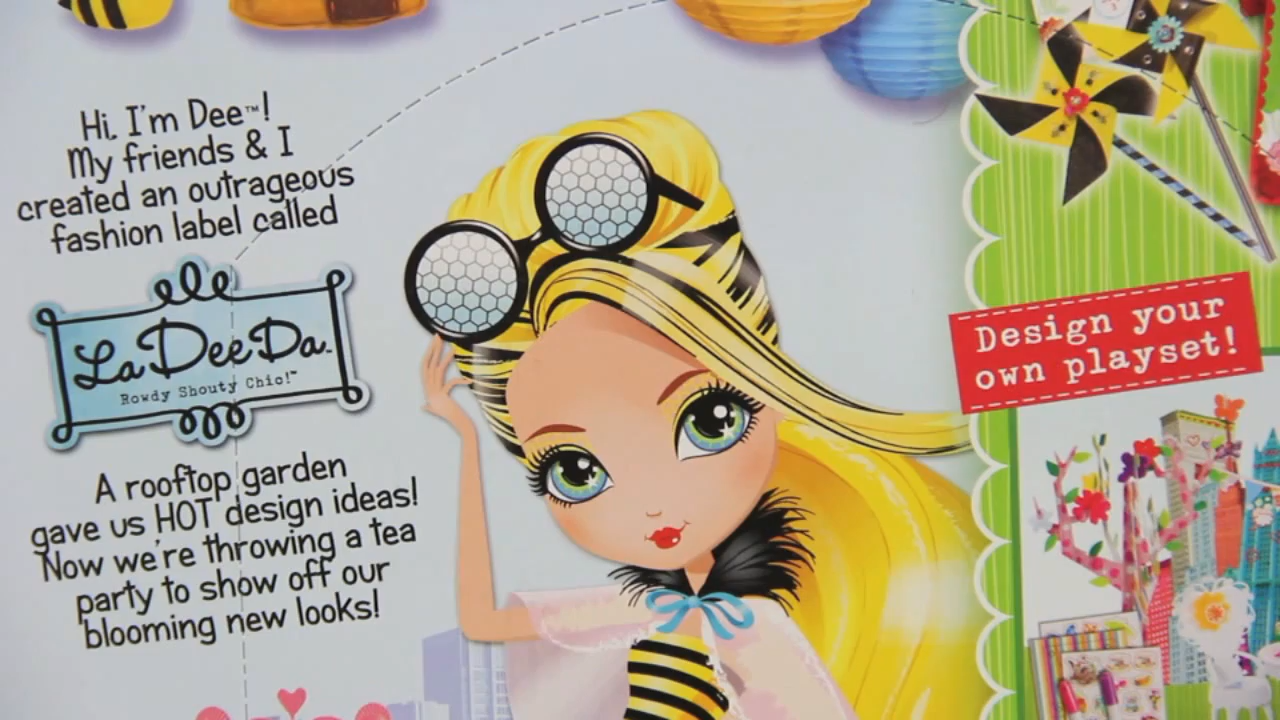 Hi, I'm Dee™!
My friends & I
created an outrageous
fashion label called
La Dee Da™
Rowdy Shouty Chic!™
A rooftop garden
gave us HOT design ideas!
Now we're throwing a tea
party to show off our
blooming new looks!
Design your
own playset!